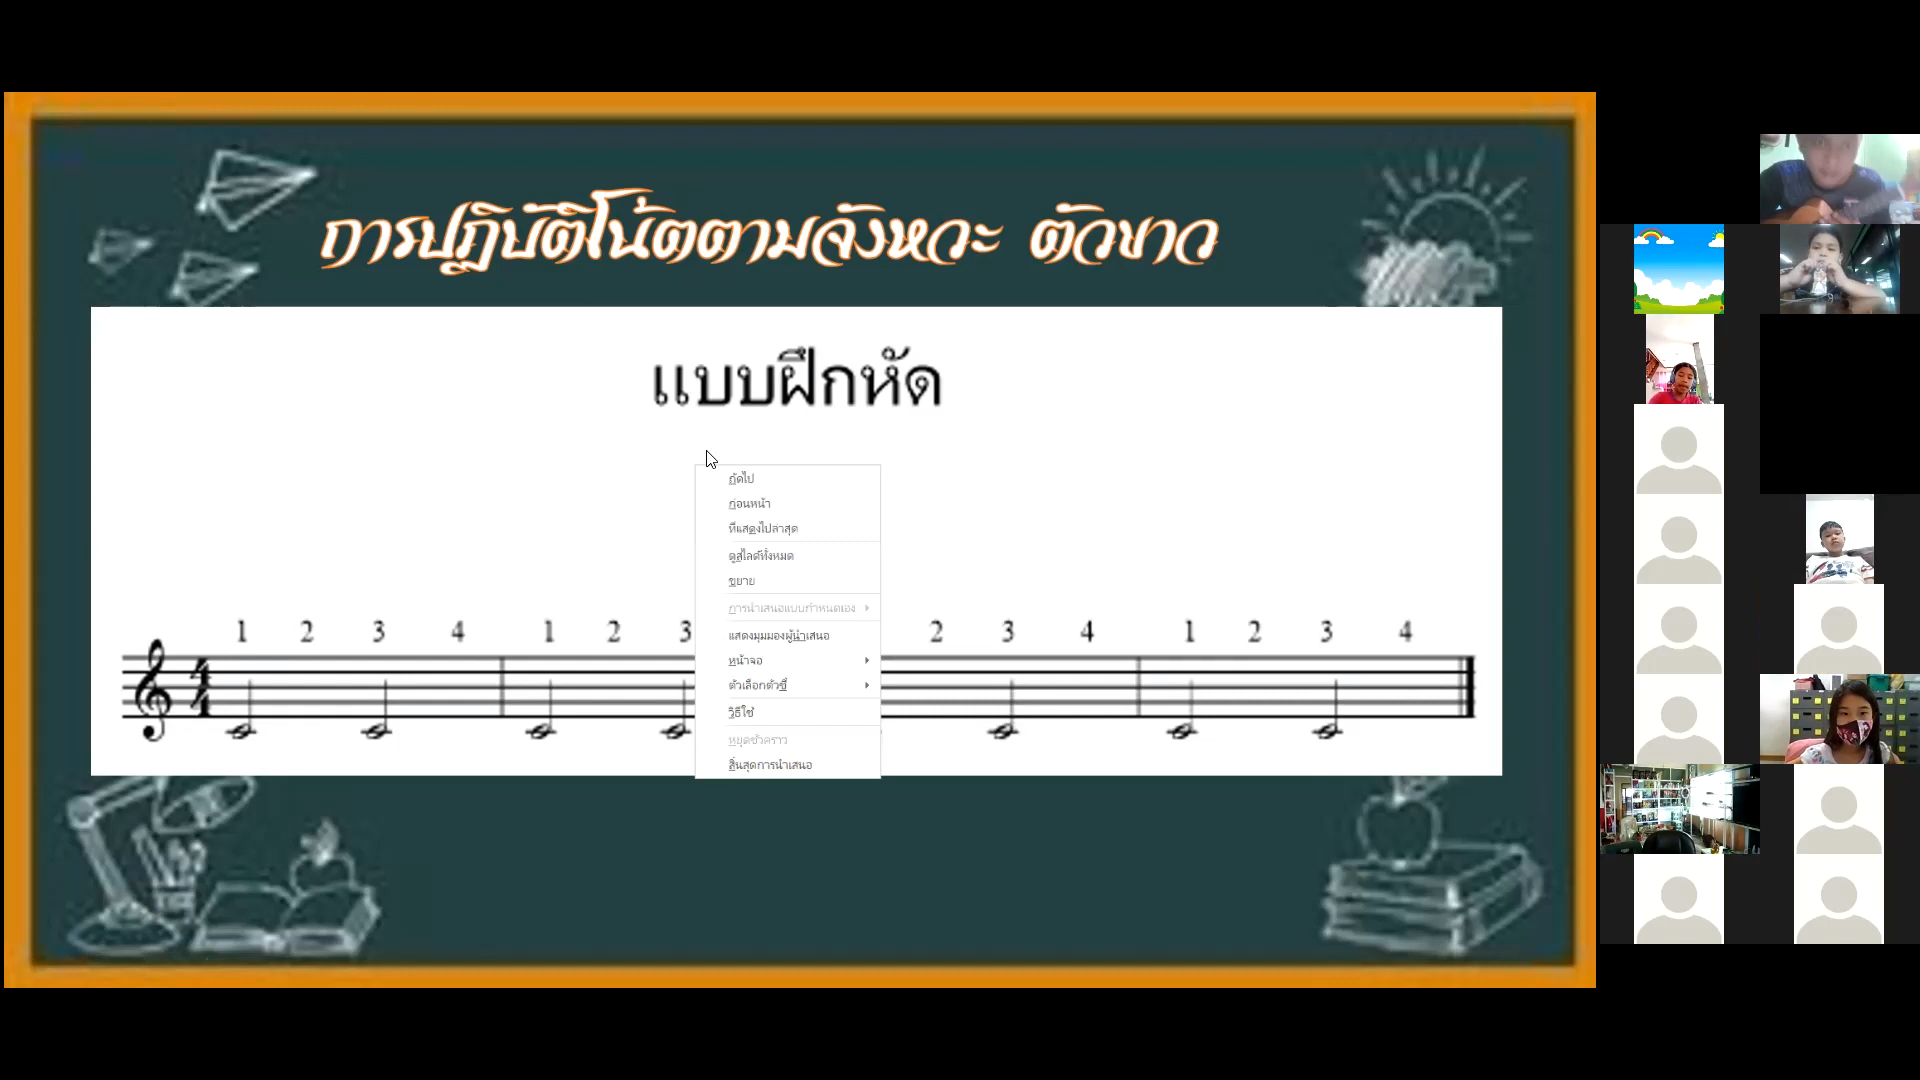 การปฏิบัติโน้ตตามจังหวะ ตัวขาว
แบบฝึกหัด
ถัดไป
ก่อนหน้า
ที่แสดงไปล่าสุด
ดูสไลด์ทั้งหมด
ขยาย
การนำเสนอแบบกำหนดเอง
แสดงมุมมองผู้นำเสนอ
หน้าจอ
ตัวเลือกตัวชี้
วิธีใช้
หยุดชั่วคราว
สิ้นสุดการนำเสนอ
1 2 3 4 1 2 3 2 3 4 1 2 3 4
4
4